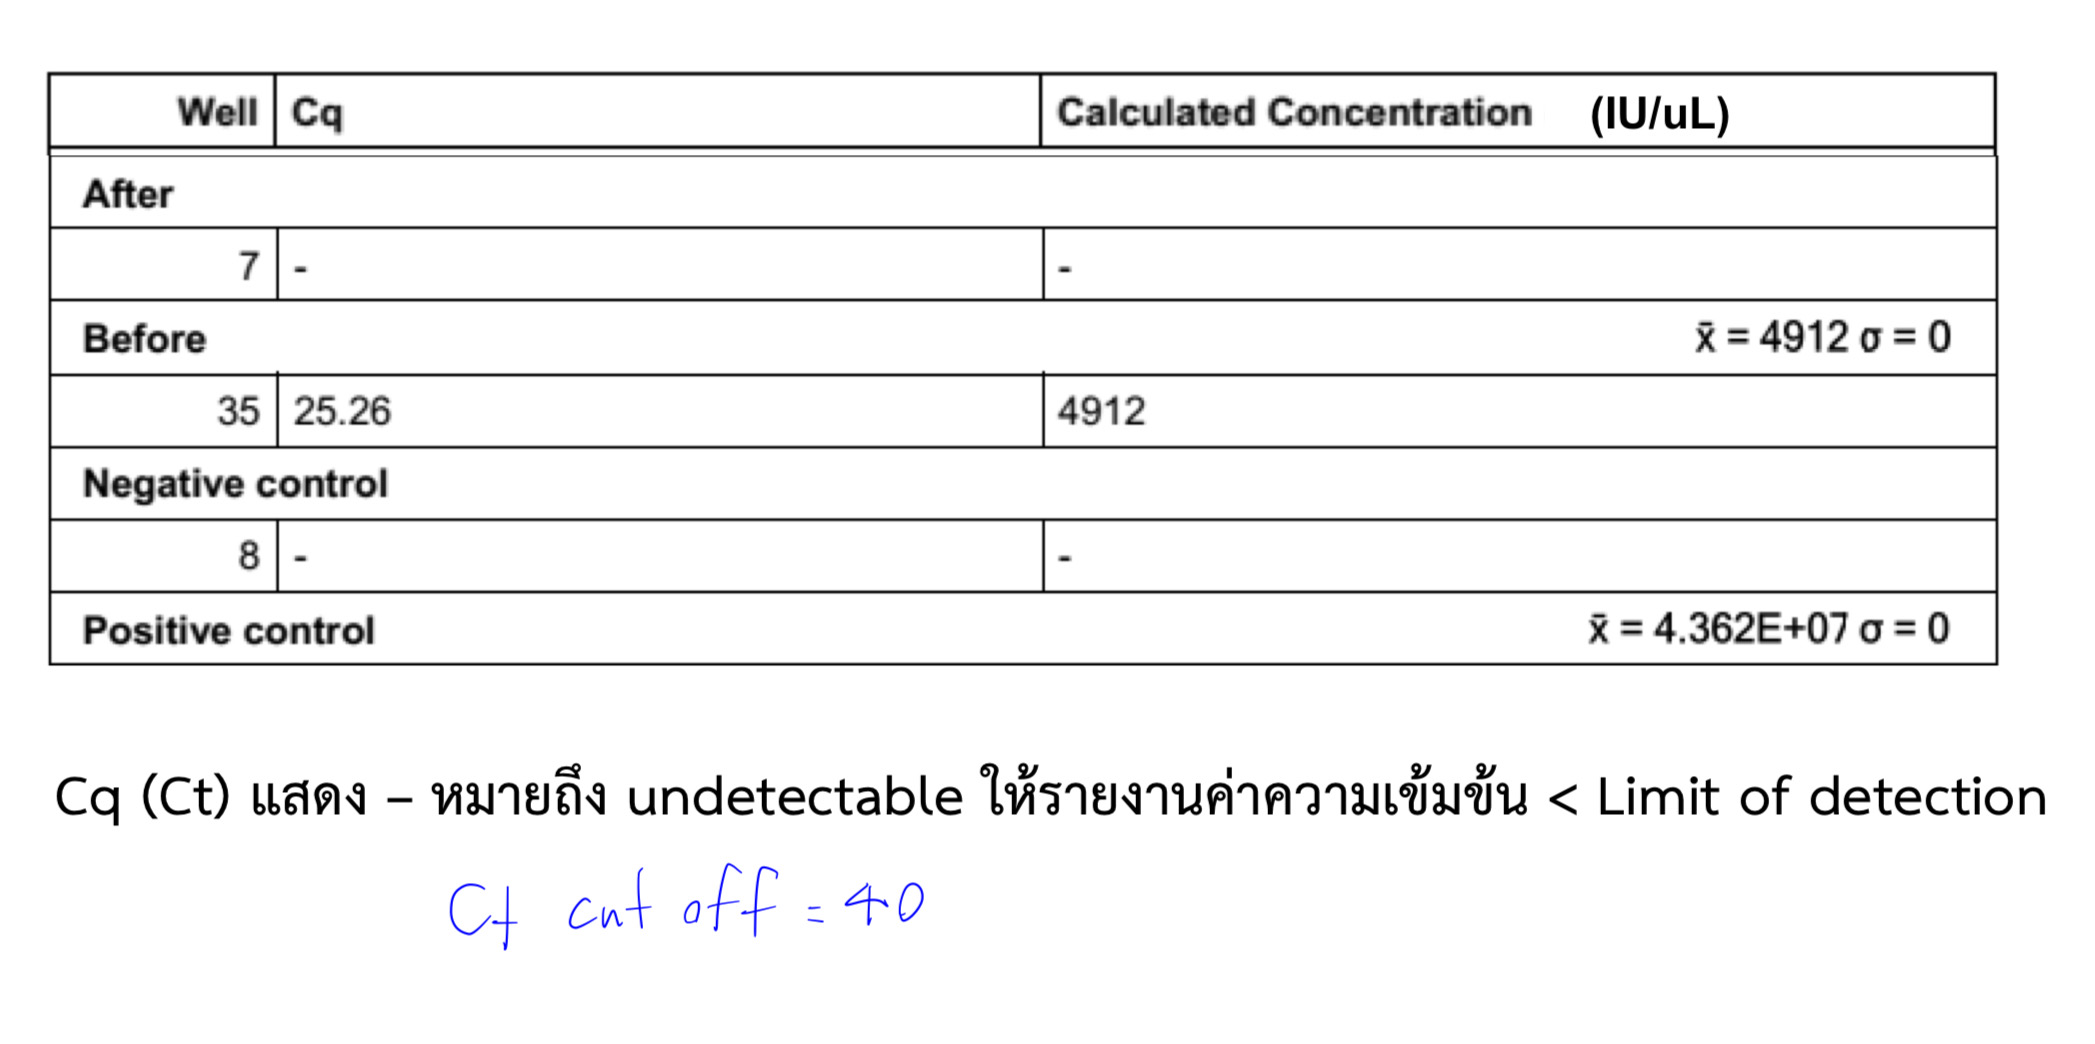 Well Cq Calculated Concentration (IU/uL)
After
7 - -
Before x̄ = 4912 σ = 0
35 25.26 4912
Negative control
8 - -
Positive control x̄ = 4.362E+07 σ = 0
Cq (Ct) แสดง – หมายถึง undetectable ให้รายงานค่าความเข้มข้น < Limit of detection
Ct cut off = 40